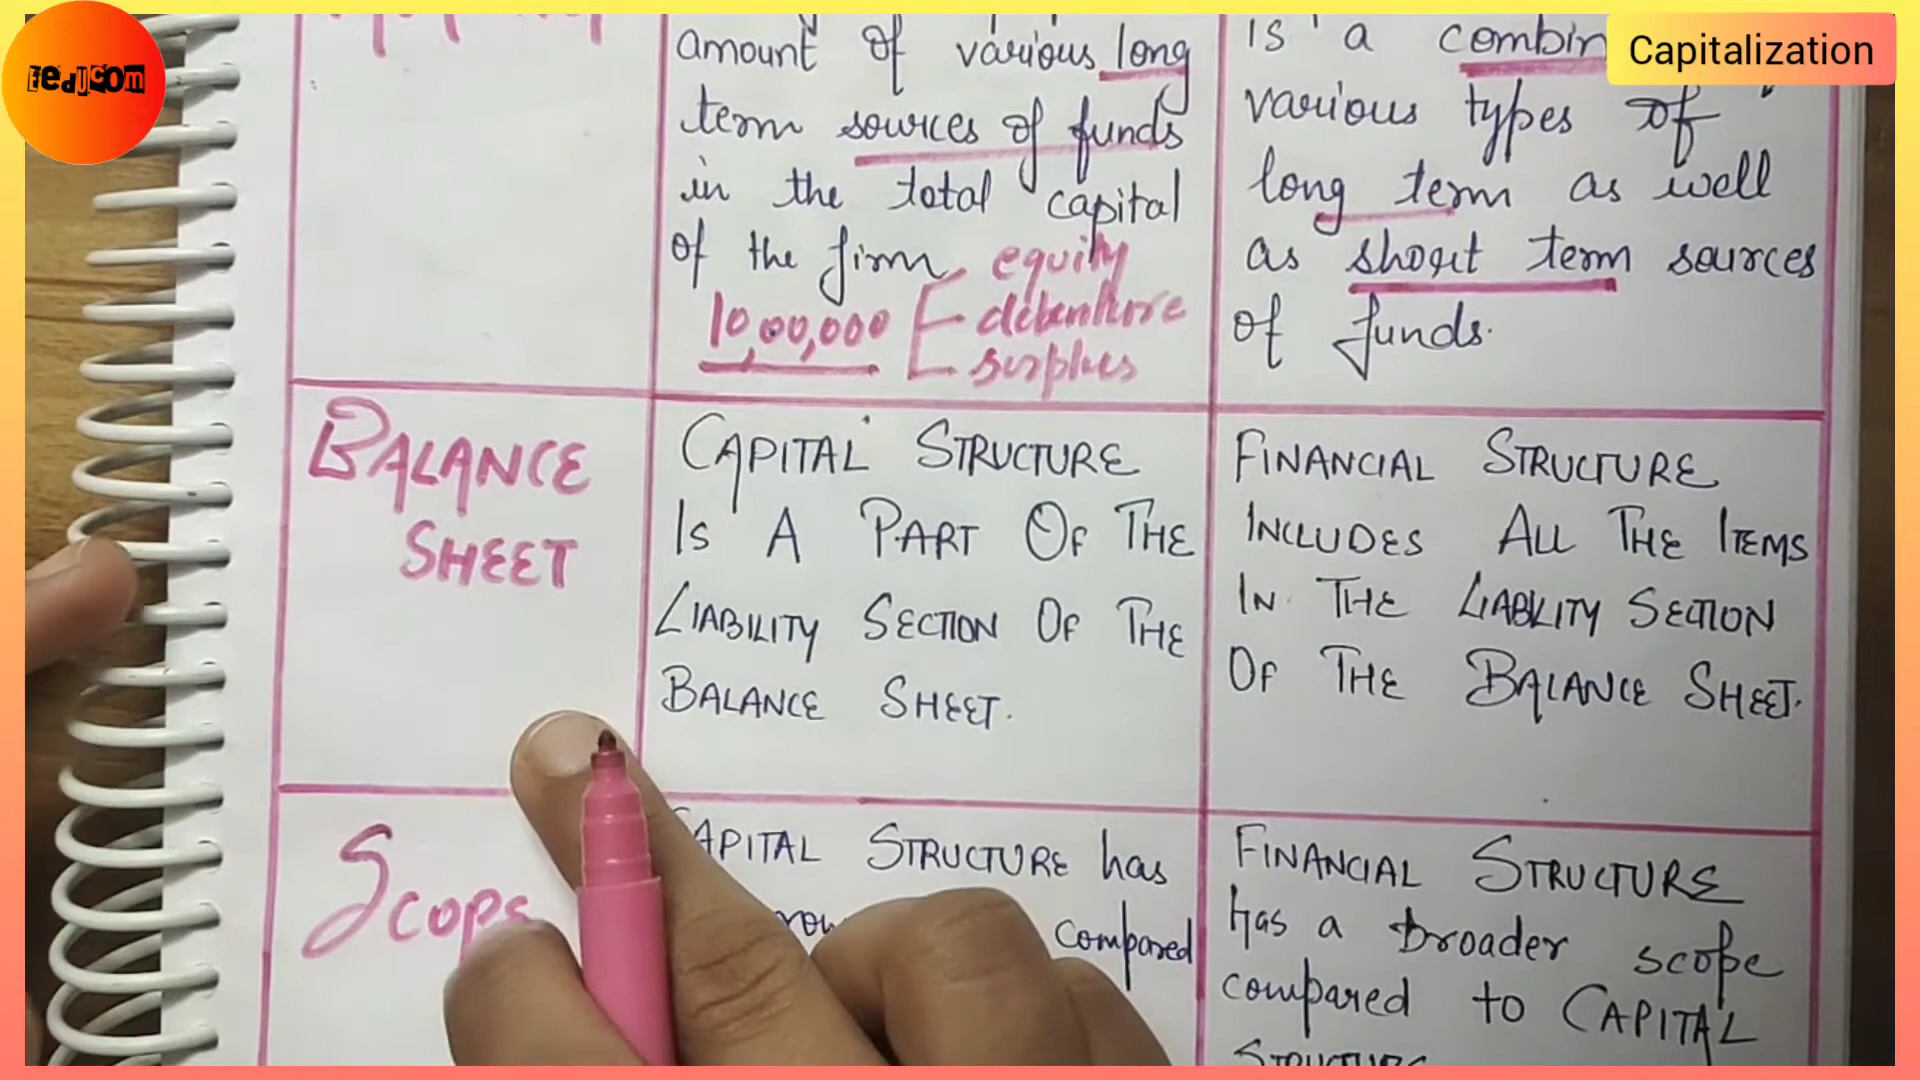 EeduCom
Capitalization
amount of various long
term sources of funds
in the total capital
of the firm
10,00,000
equity
debenture
surplus
is a combin
various types of
long term as well
as short term sources
of funds.
BALANCE
SHEET
CAPITAL STRUCTURE
IS A PART OF THE
LIABILITY SECTION OF THE
BALANCE SHEET.
FINANCIAL STRUCTURE
INCLUDES ALL THE ITEMS
IN THE LIABILITY SECTION
OF THE BALANCE SHEET.
SCOPE
CAPITAL STRUCTURE has
compared
FINANCIAL STRUCTURE
has a broader scope
compared to CAPITAL
STRUCTURE